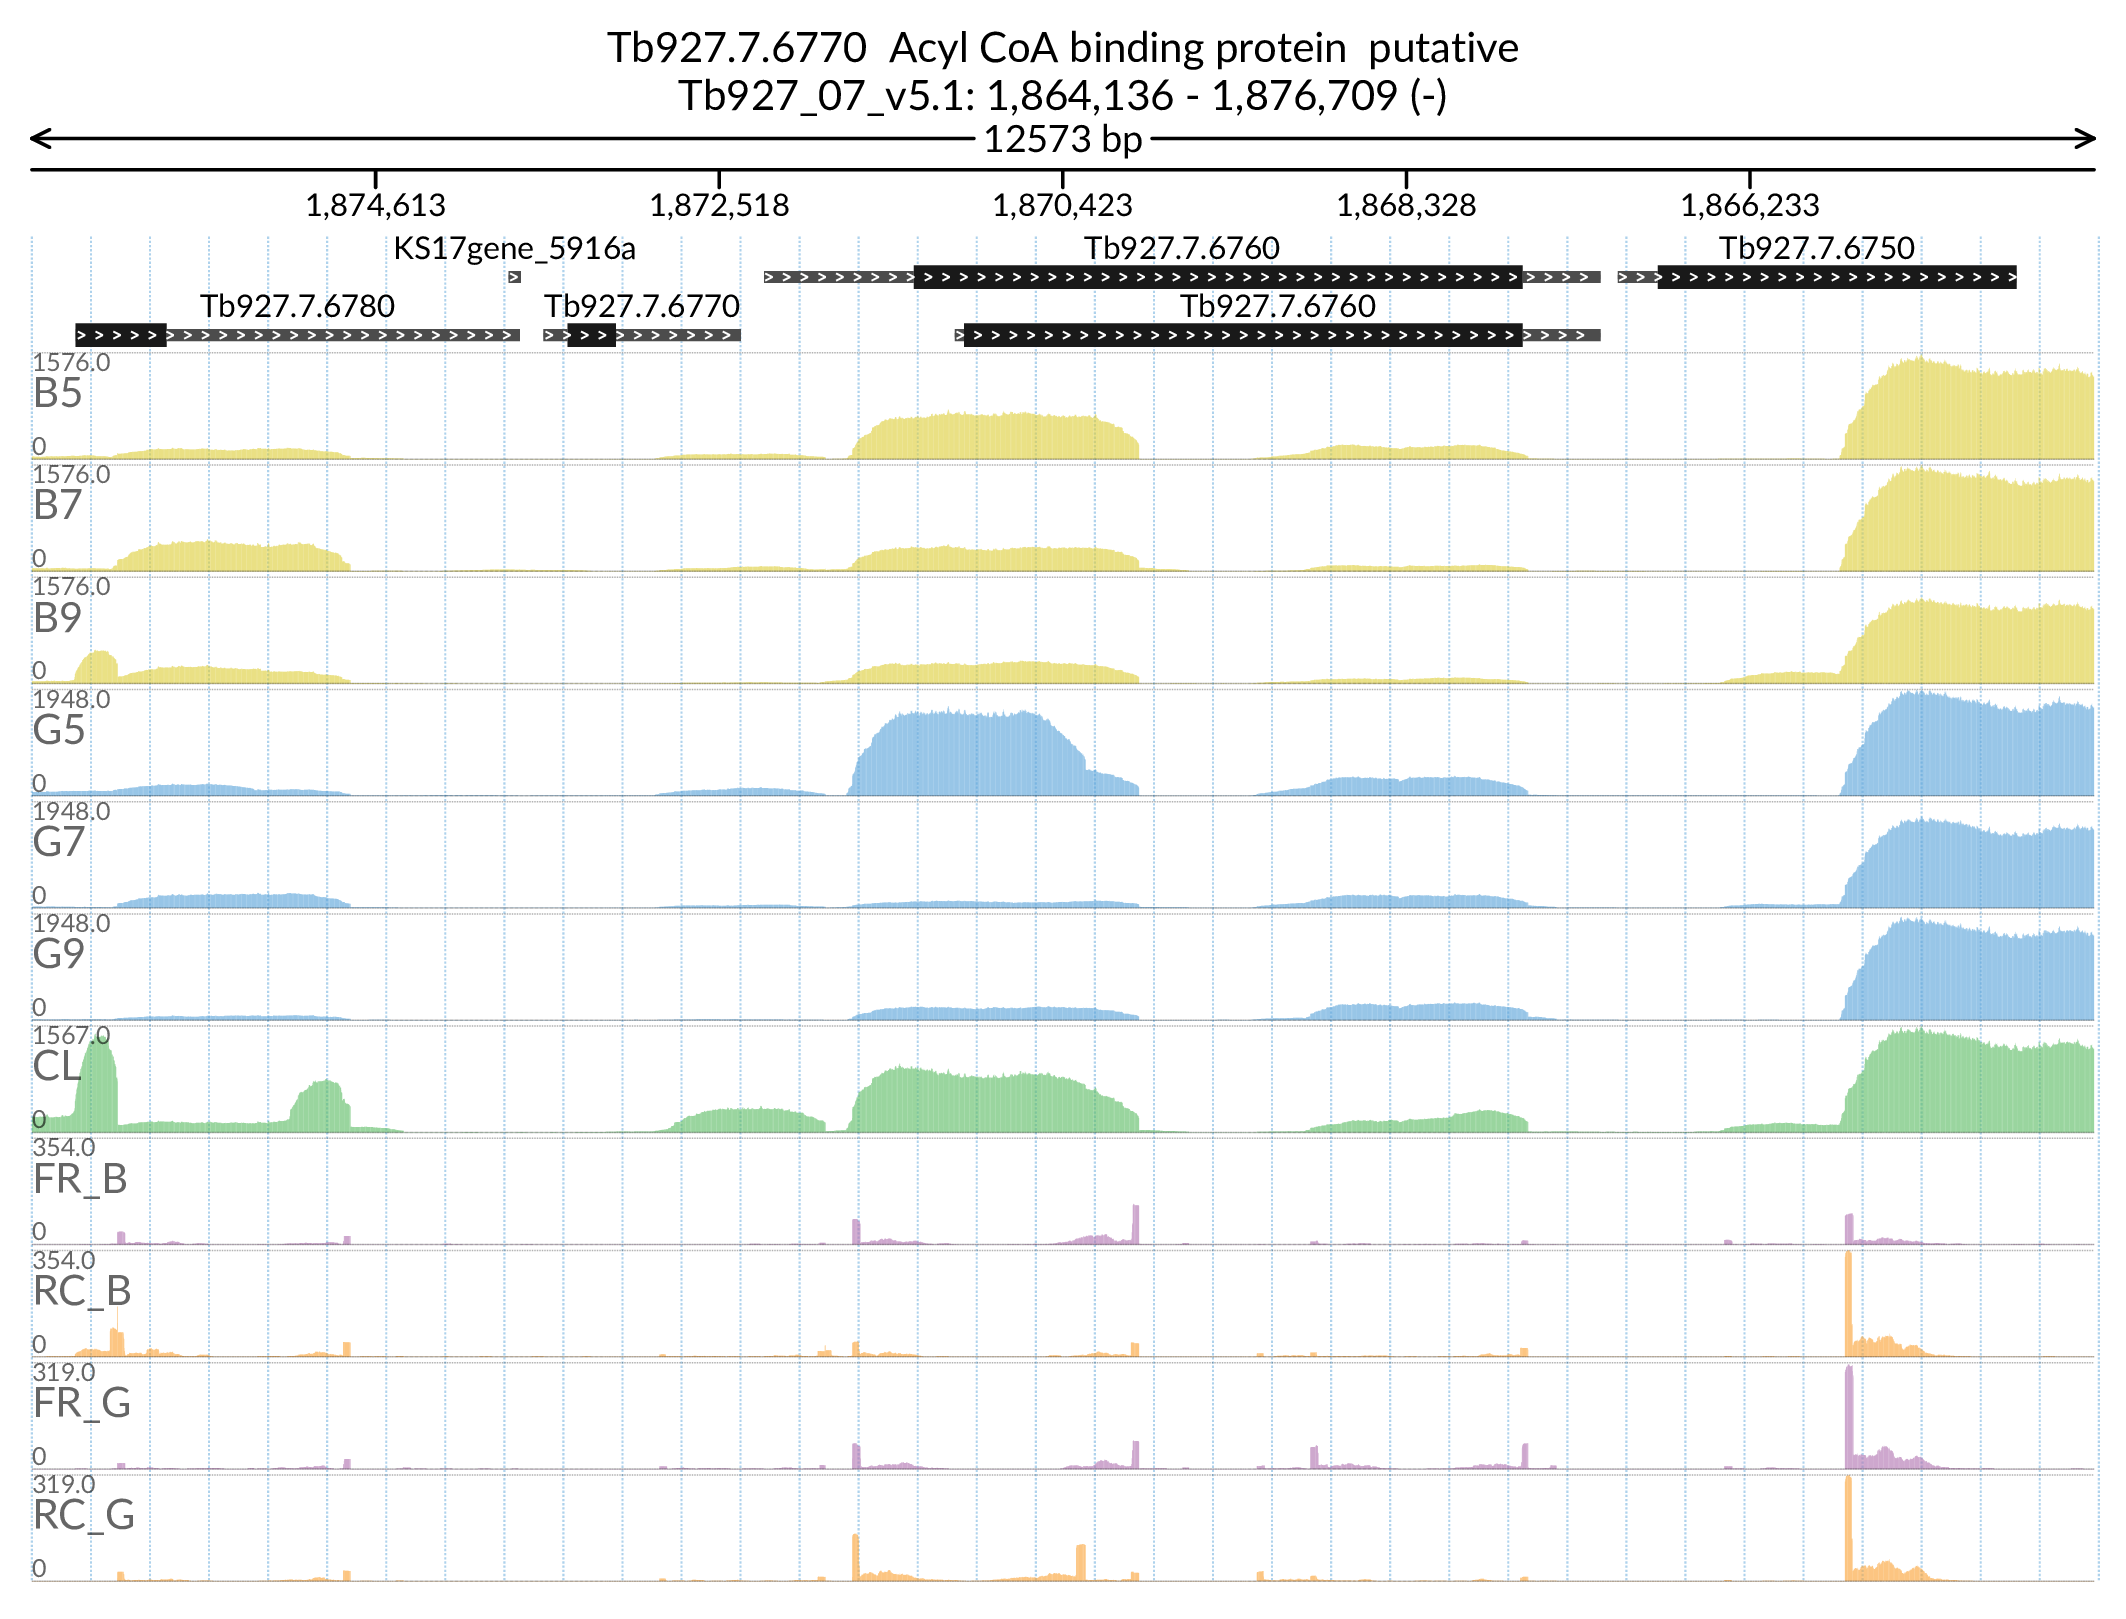 Tb927.7.6770 Acyl CoA binding protein putative
Tb927_07_v5.1: 1,864,136 - 1,876,709 (-)
12573 bp
1,874,613 1,872,518 1,870,423 1,868,328 1,866,233
KS17gene_5916a Tb927.7.6760 Tb927.7.6750
Tb927.7.6780 Tb927.7.6770 Tb927.7.6760
1576.0
B5
0
1576.0
B7
0
1576.0
B9
0
1948.0
G5
0
1948.0
G7
0
1948.0
G9
0
1567.0
CL
0
354.0
FR_B
0
354.0
RC_B
0
319.0
FR_G
0
319.0
RC_G
0